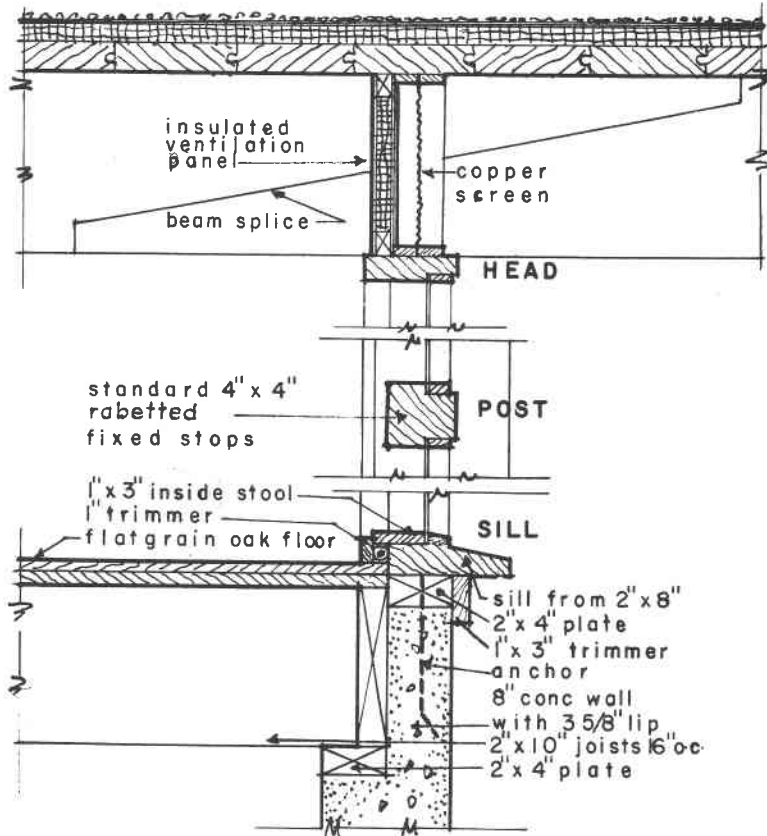 insulated
ventilation
panel
beam splice
copper
screen
HEAD
standard 4" x 4"
rabetted
fixed stops
POST
1" x 3" inside stool
1" trimmer
flatgrain oak floor
SILL
sill from 2" x 8"
2" x 4" plate
1" x 3" trimmer
anchor
8" conc wall
with 3 5/8" lip
2" x 10" joists 16" o.c.
2" x 4" plate